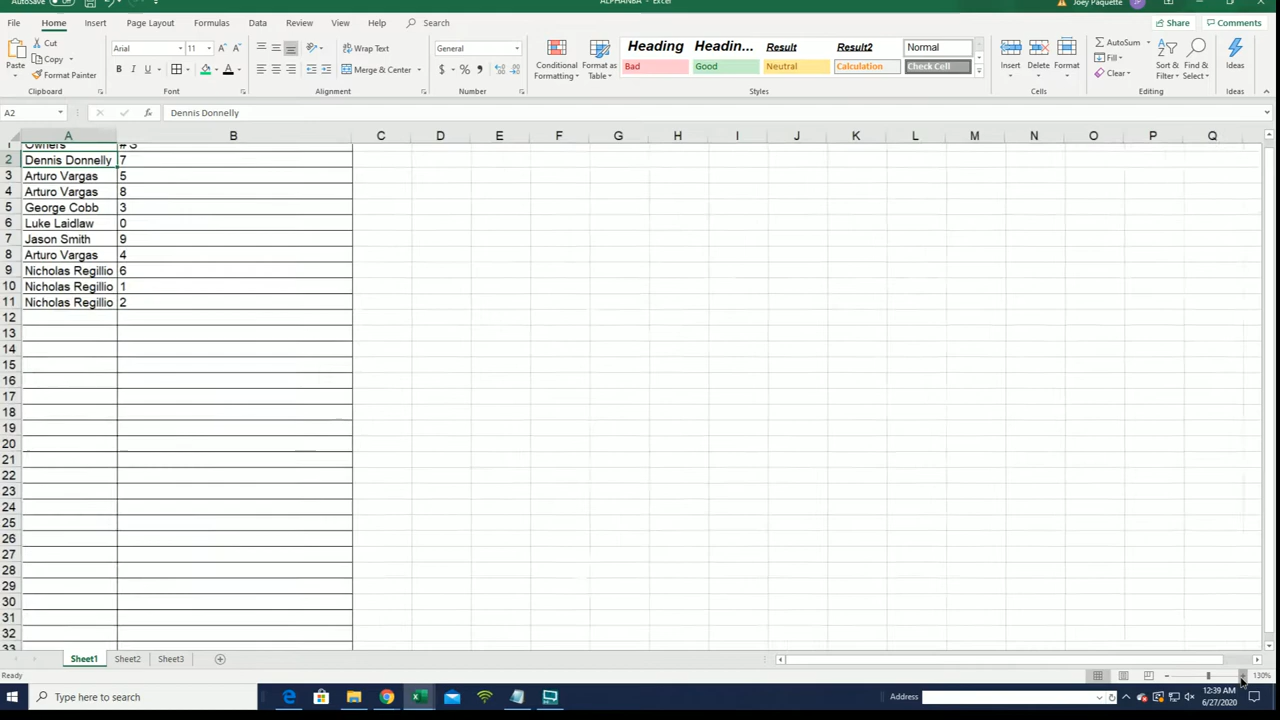 AutoSave ALPHANBA - Excel Joey Paquette
File Home Insert Page Layout Formulas Data Review View Help Search Share Comments
Paste Cut Copy Format Painter Clipboard
Arial 11 Font
Wrap Text Merge & Center Alignment
General Number
Conditional Formatting Format as Table
Heading Headin... Result Result2 Normal
Bad Good Neutral Calculation Check Cell
Styles
Insert Delete Format Cells
AutoSum Fill Clear Sort & Filter Find & Select Editing
Ideas Ideas
A2 Dennis Donnelly
A B C D E F G H I J K L M N O P Q
1 Owners # S
2 Dennis Donnelly 7
3 Arturo Vargas 5
4 Arturo Vargas 8
5 George Cobb 3
6 Luke Laidlaw 0
7 Jason Smith 9
8 Arturo Vargas 4
9 Nicholas Regillio 6
10 Nicholas Regillio 1
11 Nicholas Regillio 2
12
13
14
15
16
17
18
19
20
21
22
23
24
25
26
27
28
29
30
31
32
33
Sheet1 Sheet2 Sheet3
Ready 130%
Type here to search Address 12:39 AM
6/27/2020